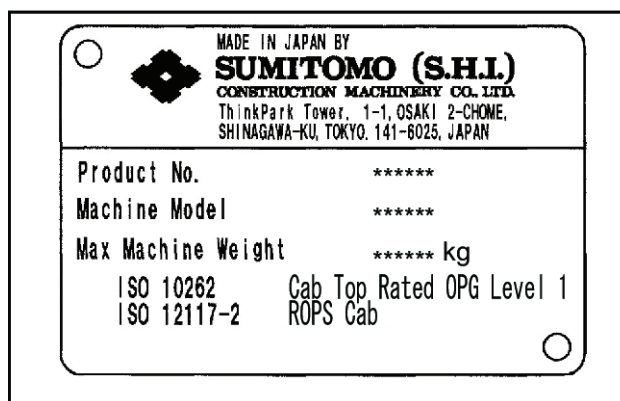 MADE IN JAPAN BY
SUMITOMO (S.H.I.)
CONSTRUCTION MACHINERY CO., LTD.
ThinkPark Tower, 1-1, OSAKI 2-CHOME,
SHINAGAWA-KU, TOKYO. 141-6025, JAPAN
Product No. ******
Machine Model ******
Max Machine Weight ****** kg
ISO 10262 Cab Top Rated OPG Level 1
ISO 12117-2 ROPS Cab